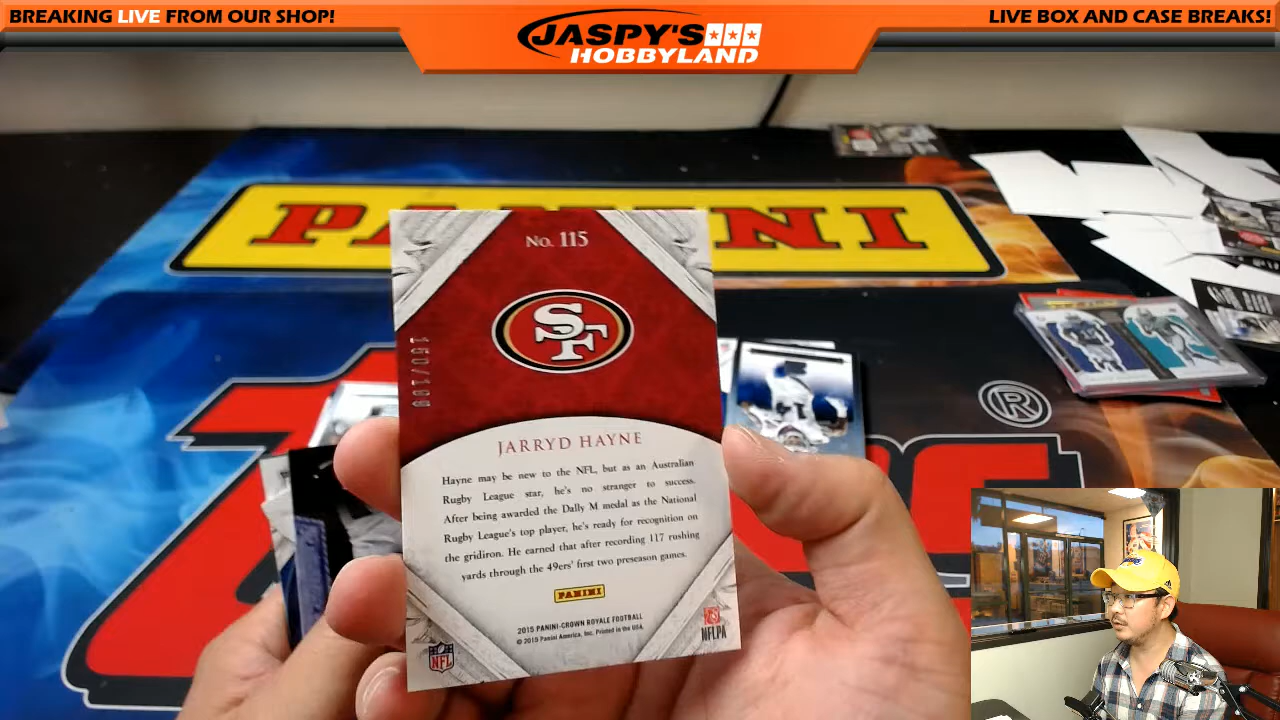 BREAKING LIVE FROM OUR SHOP!
JASPY'S
HOBBYLAND
LIVE BOX AND CASE BREAKS!
PANINI
No. 115
SF
150/199
JARRYD HAYNE
Hayne may be new to the NFL, but as an Australian
Rugby League star, he's no stranger to success.
After being awarded the Dally M medal as the National
Rugby League's top player, he's ready for recognition on
the gridiron. He earned that after recording 117 rushing
yards through the 49ers' first two preseason games.
PANINI
2015 PANINI-CROWN ROYALE FOOTBALL
© 2015 Panini America, Inc. Printed in the USA.
NFL
NFLPA
®